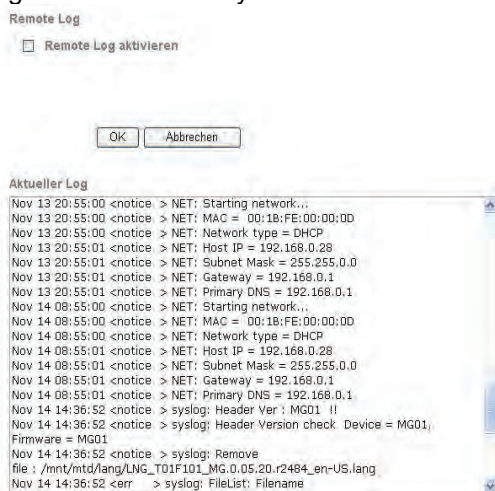 Remote Log
Remote Log aktivieren
OK Abbrechen
Aktueller Log
Nov 13 20:55:00 <notice > NET: Starting network...
Nov 13 20:55:00 <notice > NET: MAC = 00:1B:FE:00:00:0D
Nov 13 20:55:00 <notice > NET: Network type = DHCP
Nov 13 20:55:01 <notice > NET: Host IP = 192.168.0.28
Nov 13 20:55:01 <notice > NET: Subnet Mask = 255.255.0.0
Nov 13 20:55:01 <notice > NET: Gateway = 192.168.0.1
Nov 13 20:55:01 <notice > NET: Primary DNS = 192.168.0.1
Nov 14 08:55:00 <notice > NET: Starting network...
Nov 14 08:55:00 <notice > NET: MAC = 00:1B:FE:00:00:0D
Nov 14 08:55:00 <notice > NET: Network type = DHCP
Nov 14 08:55:01 <notice > NET: Host IP = 192.168.0.28
Nov 14 08:55:01 <notice > NET: Subnet Mask = 255.255.0.0
Nov 14 08:55:01 <notice > NET: Gateway = 192.168.0.1
Nov 14 08:55:01 <notice > NET: Primary DNS = 192.168.0.1
Nov 14 14:36:52 <notice > syslog: Header Ver : MG01 !!
Nov 14 14:36:52 <notice > syslog: Header Version check Device = MG01,
Firmware = MG01
Nov 14 14:36:52 <notice > syslog: Remove
file : /mnt/mtd/lang/LNG_T01F101_MG.0.05.20.r2484_en-US.lang
Nov 14 14:36:52 <err > syslog: FileList: Filename